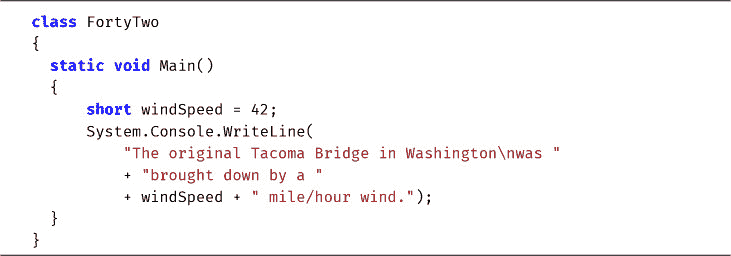 class FortyTwo
{
  static void Main()
  {
      short windSpeed = 42;
      System.Console.WriteLine(
          "The original Tacoma Bridge in Washington\nwas "
          + "brought down by a "
          + windSpeed + " mile/hour wind.");
  }
}